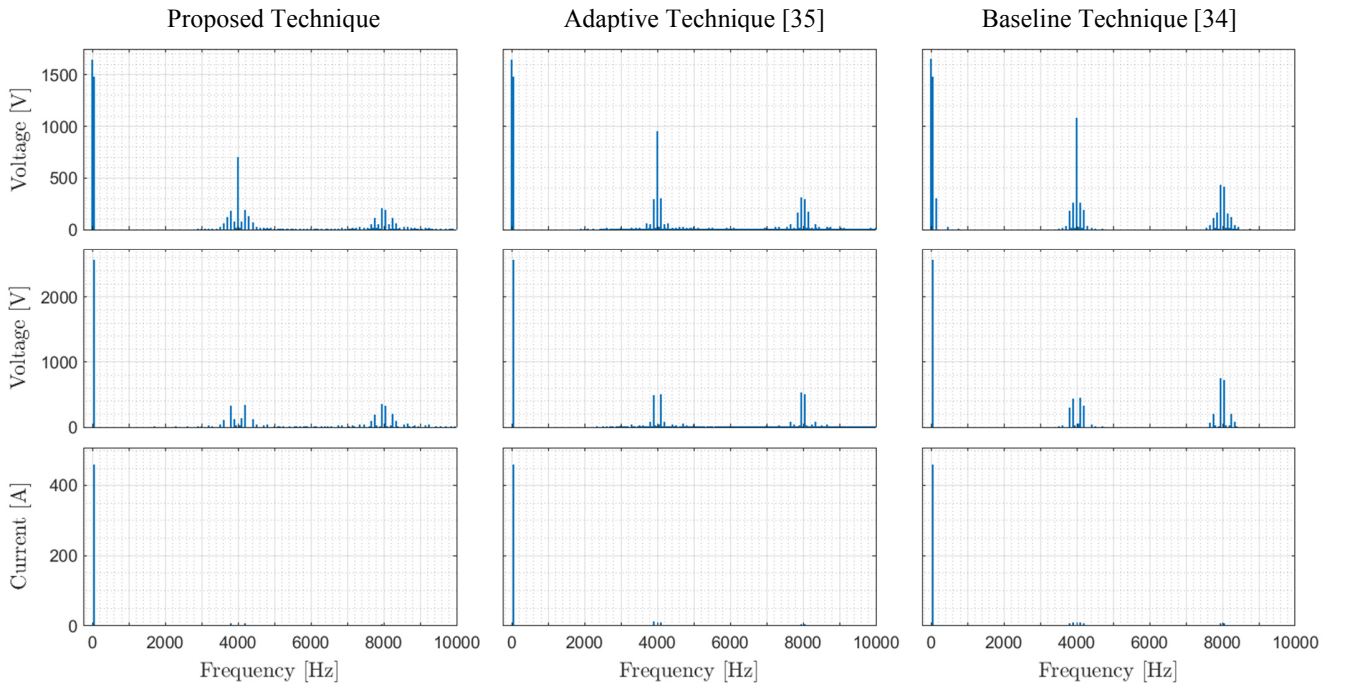 Proposed Technique
Adaptive Technique [35]
Baseline Technique [34]
Voltage [V]
1500
1000
500
0
Voltage [V]
2000
1000
0
Current [A]
400
200
0
0 2000 4000 6000 8000 10000
0 2000 4000 6000 8000 10000
0 2000 4000 6000 8000 10000
Frequency [Hz]
Frequency [Hz]
Frequency [Hz]